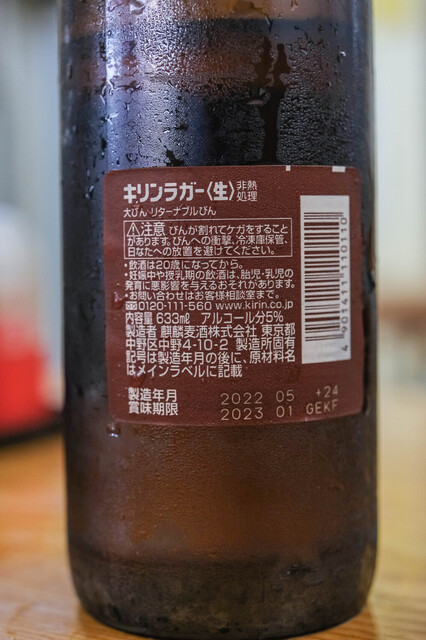 キリンラガー〈生〉非熱処理
大びん・リターナブルびん
⚠注意 びんが割れてケガをすること
があります。びんへの衝撃、冷凍庫保管、
日なたへの放置を避けてください。
・飲酒は20歳になってから。
・妊娠中や授乳期の飲酒は、胎児・乳児の
発育に悪影響を与えるおそれがあります。
・お問い合わせはお客様相談室まで。
0120-111-560 www.kirin.co.jp
内容量 633mℓ アルコール分5%
製造者 麒麟麦酒株式会社 東京都
中野区中野4-10-2 製造所固有
記号は製造年月の後に、原材料名
はメインラベルに記載
製造年月 2022 05 +24
賞味期限 2023 01 GEKF
4 901411 110110